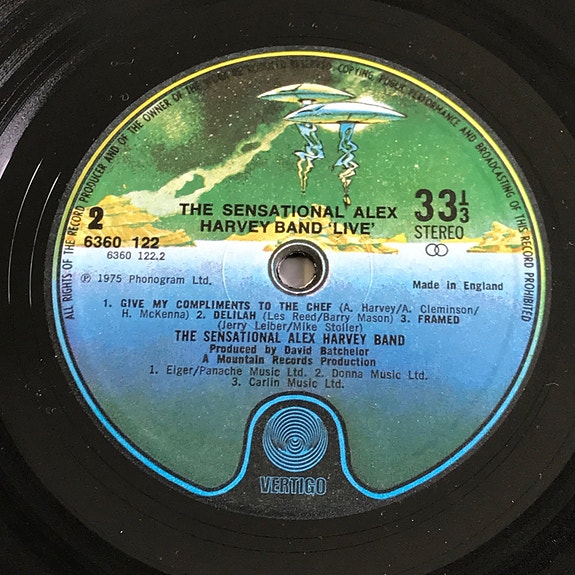 ALL RIGHTS OF THE RECORD PRODUCER AND OF THE OWNER OF THE WORK REPRODUCED RESERVED. COPYING, PUBLIC PERFORMANCE AND BROADCASTING OF THIS RECORD PROHIBITED
THE SENSATIONAL ALEX
HARVEY BAND 'LIVE'
2
6360 122
6360 122.2
33⅓
STEREO
℗ 1975 Phonogram Ltd.
Made in England
1. GIVE MY COMPLIMENTS TO THE CHEF (A. Harvey/A. Cleminson/
H. McKenna) 2. DELILAH (Les Reed/Barry Mason) 3. FRAMED
(Jerry Leiber/Mike Stoller)
THE SENSATIONAL ALEX HARVEY BAND
Produced by David Batchelor
A Mountain Records Production
1. Elger/Panache Music Ltd. 2. Donna Music Ltd.
3. Carlin Music Ltd.
VERTIGO